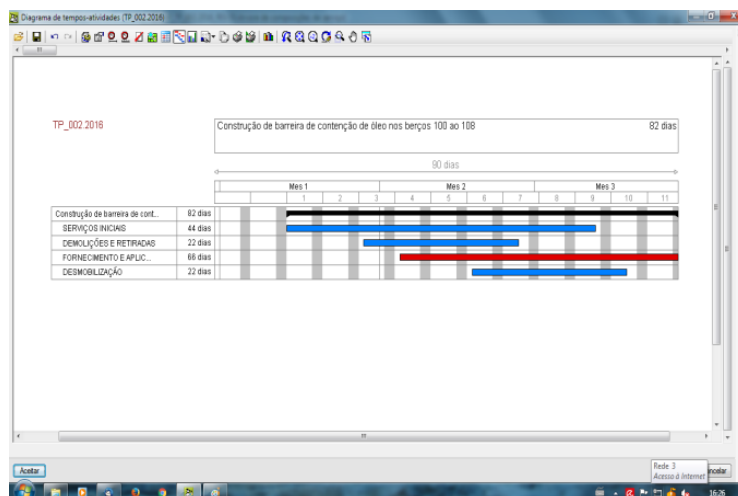 Diagrama de tempos-atividades (TP_002.2016)
TP_002.2016
Construção de barreira de contenção de óleo nos berços 100 ao 108 82 dias
90 dias
Mes 1 Mes 2 Mes 3
1 2 3 4 5 6 7 8 9 10 11
Construção de barreira de cont... 82 dias
SERVIÇOS INICIAIS 44 dias
DEMOLIÇÕES E RETIRADAS 22 dias
FORNECIMENTO E APLIC... 66 dias
DESMOBILIZAÇÃO 22 dias
Aceitar
Rede 3
Acesso à Internet
ncelar
16:26